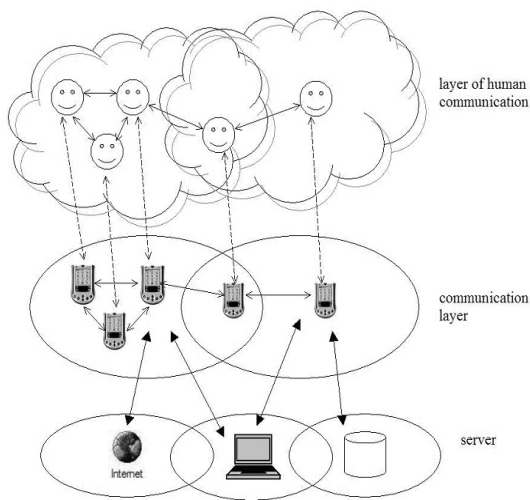 layer of human
communication
communication
layer
server
Internet